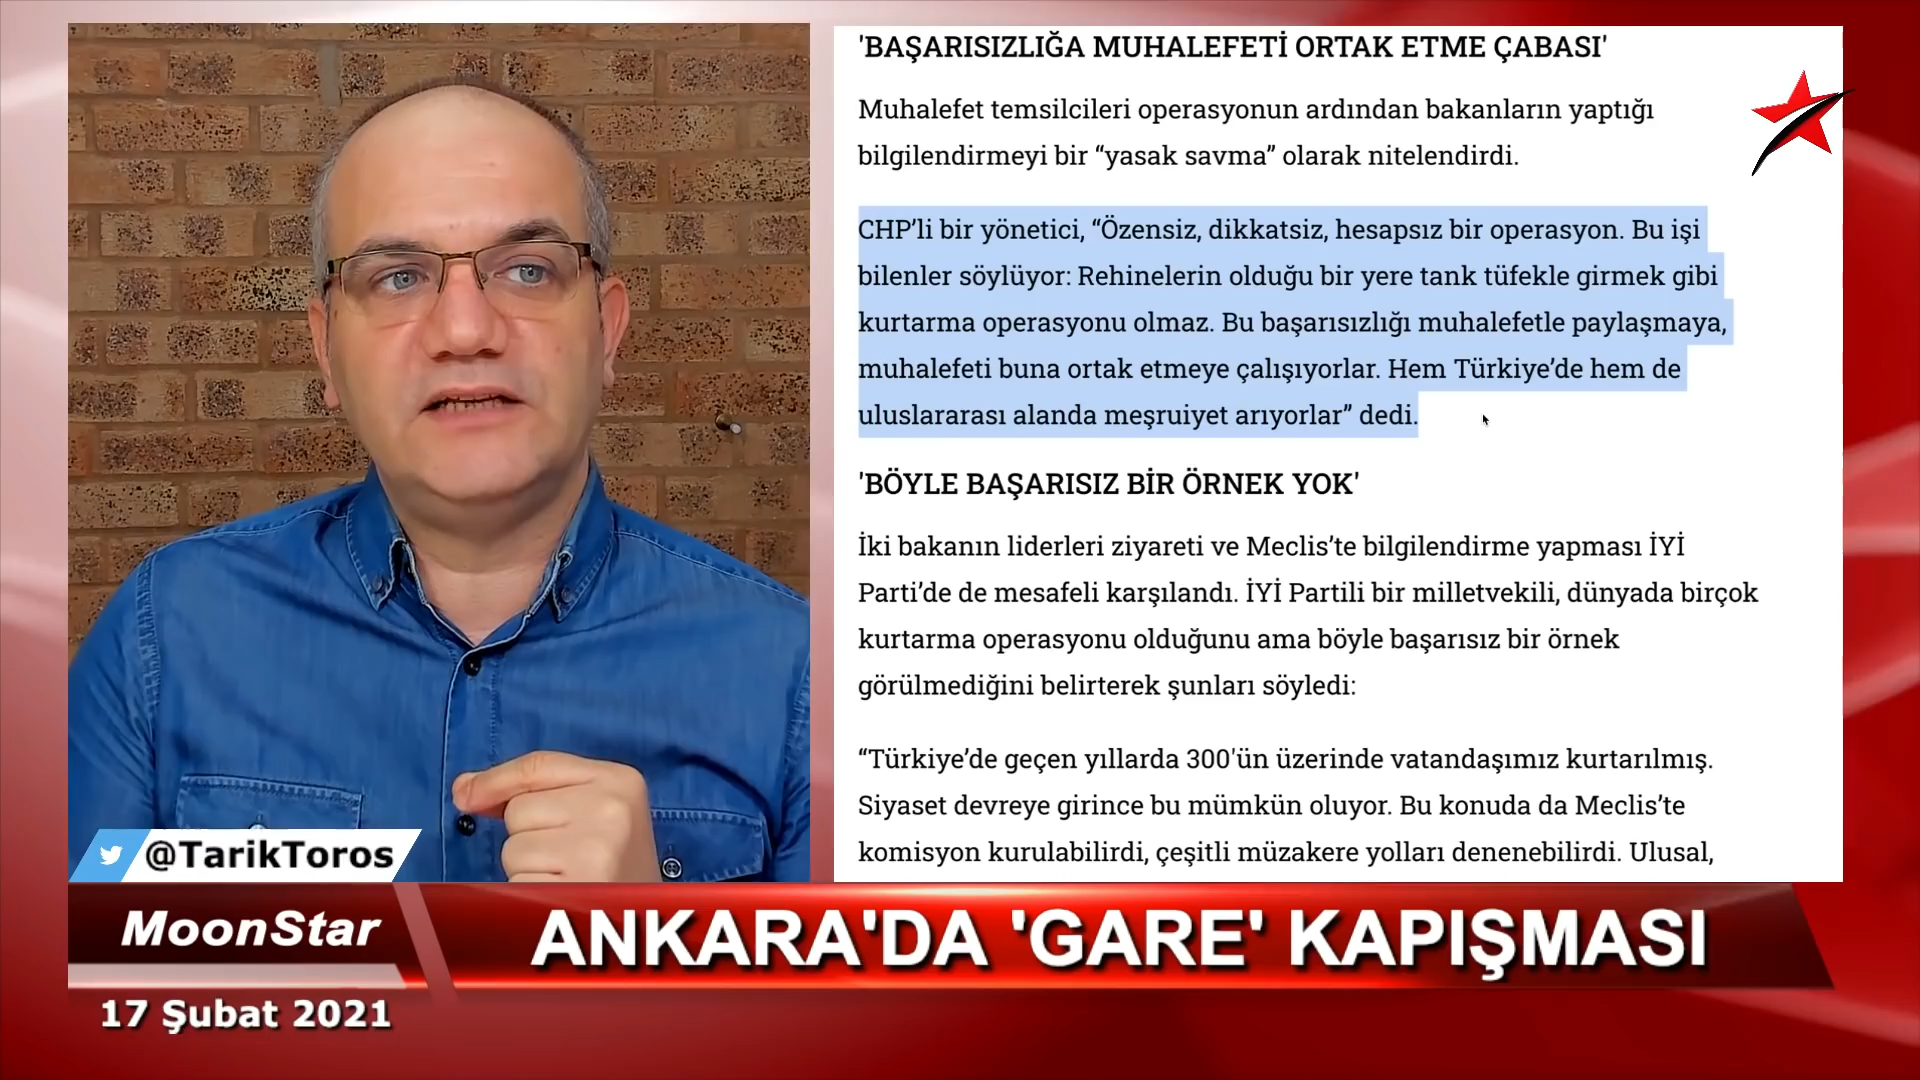 'BAŞARISIZLIĞA MUHALEFETİ ORTAK ETME ÇABASI'
Muhalefet temsilcileri operasyonun ardından bakanların yaptığı
bilgilendirmeyi bir “yasak savma” olarak nitelendirdi.
CHP’li bir yönetici, “Özensiz, dikkatsiz, hesapsız bir operasyon. Bu işi
bilenler söylüyor: Rehinelerin olduğu bir yere tank tüfekle girmek gibi
kurtarma operasyonu olmaz. Bu başarısızlığı muhalefetle paylaşmaya,
muhalefeti buna ortak etmeye çalışıyorlar. Hem Türkiye’de hem de
uluslararası alanda meşruiyet arıyorlar” dedi.
'BÖYLE BAŞARISIZ BİR ÖRNEK YOK'
İki bakanın liderleri ziyareti ve Meclis’te bilgilendirme yapması İYİ
Parti’de de mesafeli karşılandı. İYİ Partili bir milletvekili, dünyada birçok
kurtarma operasyonu olduğunu ama böyle başarısız bir örnek
görülmediğini belirterek şunları söyledi:
“Türkiye’de geçen yıllarda 300'ün üzerinde vatandaşımız kurtarılmış.
Siyaset devreye girince bu mümkün oluyor. Bu konuda da Meclis’te
komisyon kurulabilirdi, çeşitli müzakere yolları denenebilirdi. Ulusal,
@TarikToros
MoonStar
ANKARA'DA 'GARE' KAPIŞMASI
17 Şubat 2021